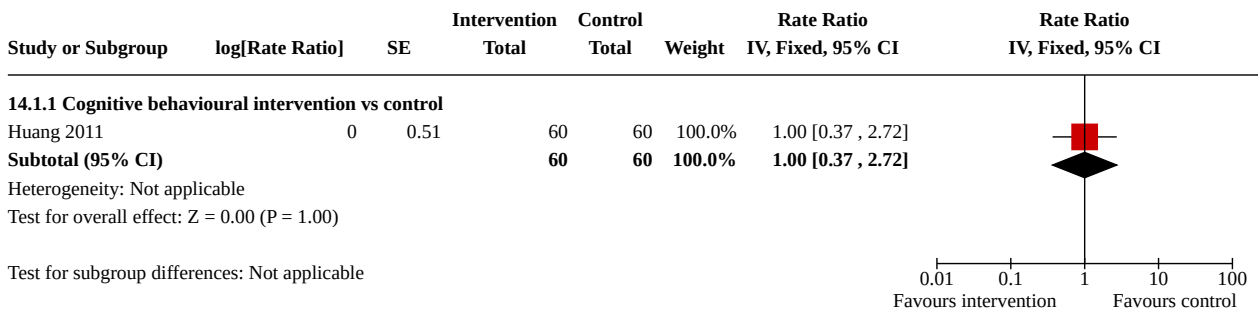 Intervention Control Rate Ratio Rate Ratio
Study or Subgroup log[Rate Ratio] SE Total Total Weight IV, Fixed, 95% CI IV, Fixed, 95% CI
14.1.1 Cognitive behavioural intervention vs control
Huang 2011 0 0.51 60 60 100.0% 1.00 [0.37 , 2.72]
Subtotal (95% CI) 60 60 100.0% 1.00 [0.37 , 2.72]
Heterogeneity: Not applicable
Test for overall effect: Z = 0.00 (P = 1.00)
Test for subgroup differences: Not applicable
0.01 0.1 1 10 100
Favours intervention Favours control